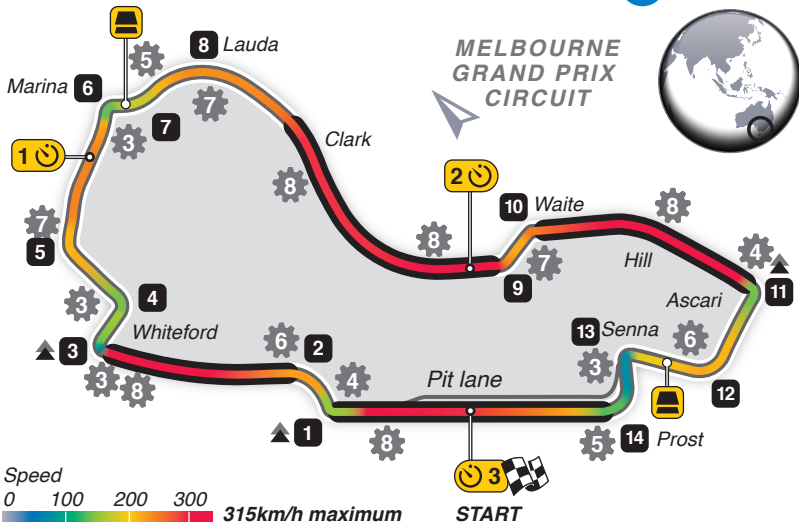 MELBOURNE
GRAND PRIX
CIRCUIT
8 Lauda
5
Marina 6
7
7
3
1
Clark
8
2
10 Waite
8
8
7
5
7
9
Hill
4
11
Ascari
3
4
Whiteford
3
3
8
6
2
13 Senna
6
3
12
4
Pit lane
1
8
5
14 Prost
3
START
Speed
0 100 200 300
315km/h maximum